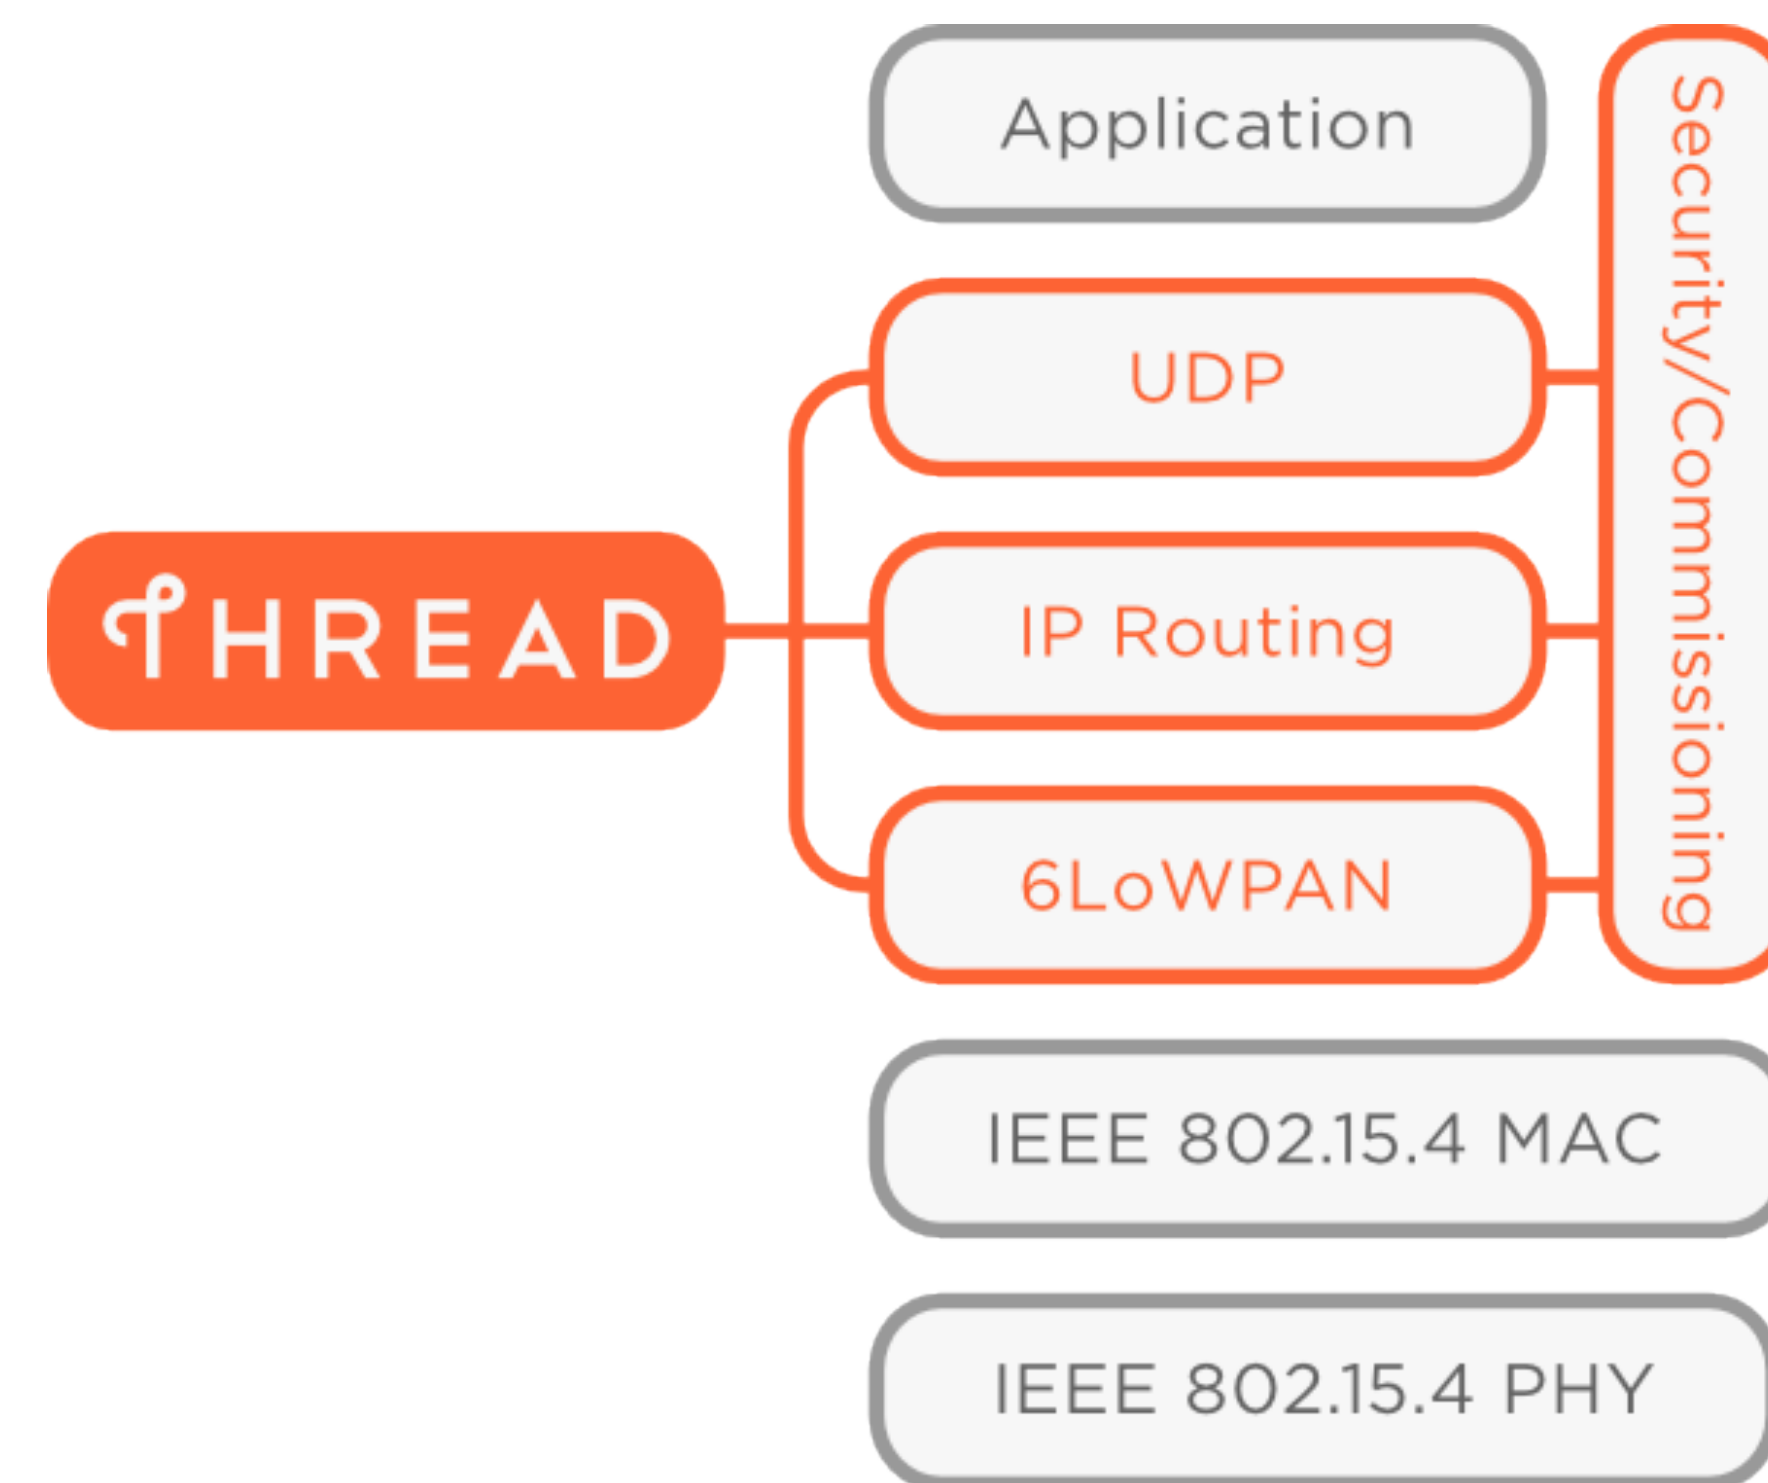 Application
Security/Commissioning
UDP
THREAD
IP Routing
6LoWPAN
IEEE 802.15.4 MAC
IEEE 802.15.4 PHY